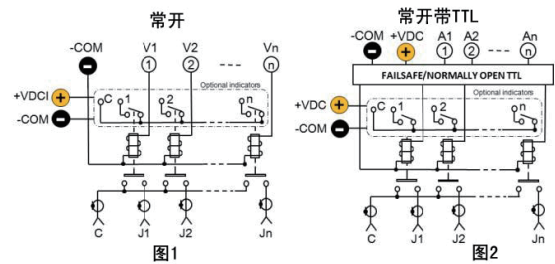 常开
-COM V1 V2 Vn
1 2 n
Optional indicators
+VDCI
C 1 2 n
-COM
C J1 J2 Jn
图1
常开带TTL
-COM +VDC A1 A2 An
1 2 n
FAILSAFE/NORMALLY OPEN TTL
Optional indicators
+VDC
C 1 2 n
-COM
C J1 J2 Jn
图2